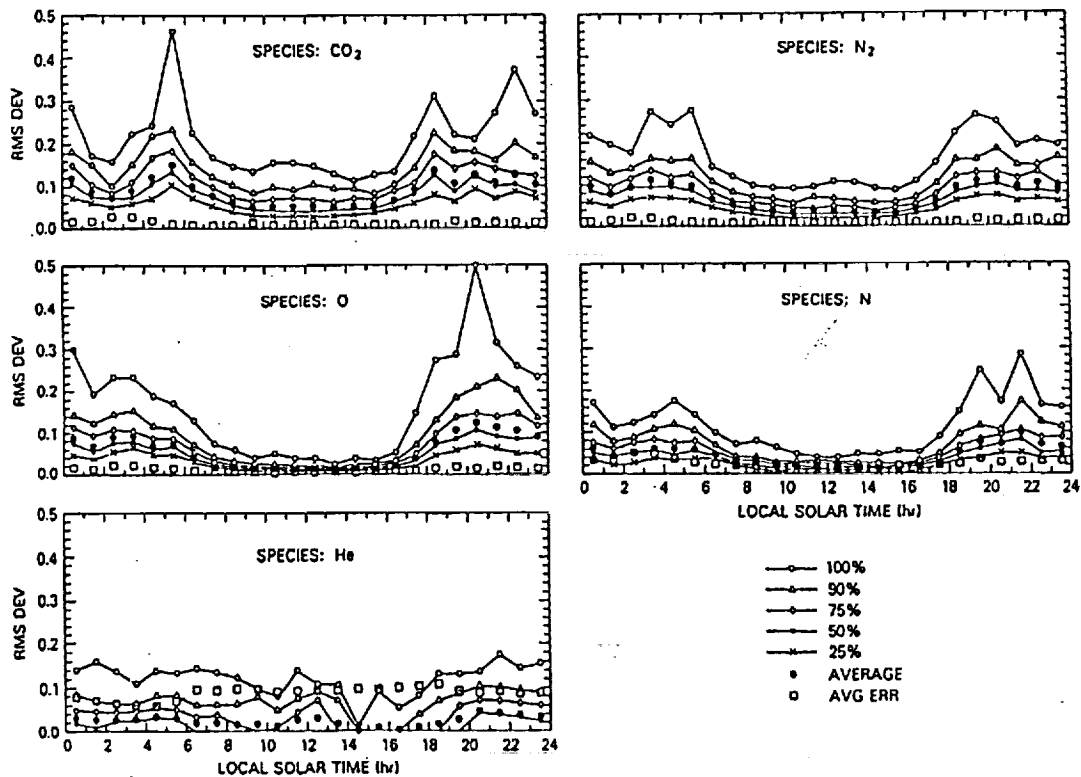 SPECIES: CO2
RMS DEV
0.5
0.4
0.3
0.2
0.1
0.0
SPECIES: N2
SPECIES: O
RMS DEV
0.5
0.4
0.3
0.2
0.1
0.0
SPECIES; N
0 2 4 6 8 10 12 14 16 18 20 22 24
LOCAL SOLAR TIME (hr)
SPECIES: He
RMS DEV
0.5
0.4
0.3
0.2
0.1
0.0
0 2 4 6 8 10 12 14 16 18 20 22 24
LOCAL SOLAR TIME (hr)
100%
90%
75%
50%
25%
AVERAGE
AVG ERR